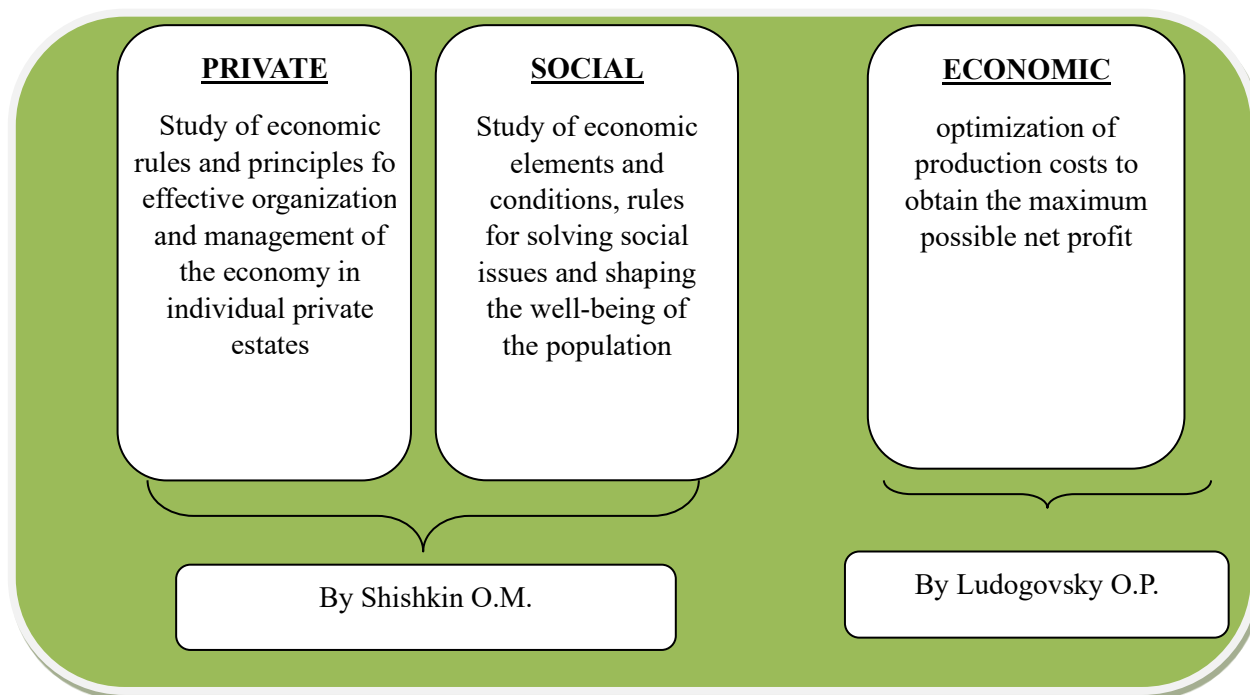 PRIVATE
Study of economic
rules and principles fo
effective organization
and management of
the economy in
individual private
estates
SOCIAL
Study of economic
elements and
conditions, rules
for solving social
issues and shaping
the well-being of
the population
ECONOMIC
optimization of
production costs to
obtain the maximum
possible net profit
By Shishkin O.M.
By Ludogovsky O.P.